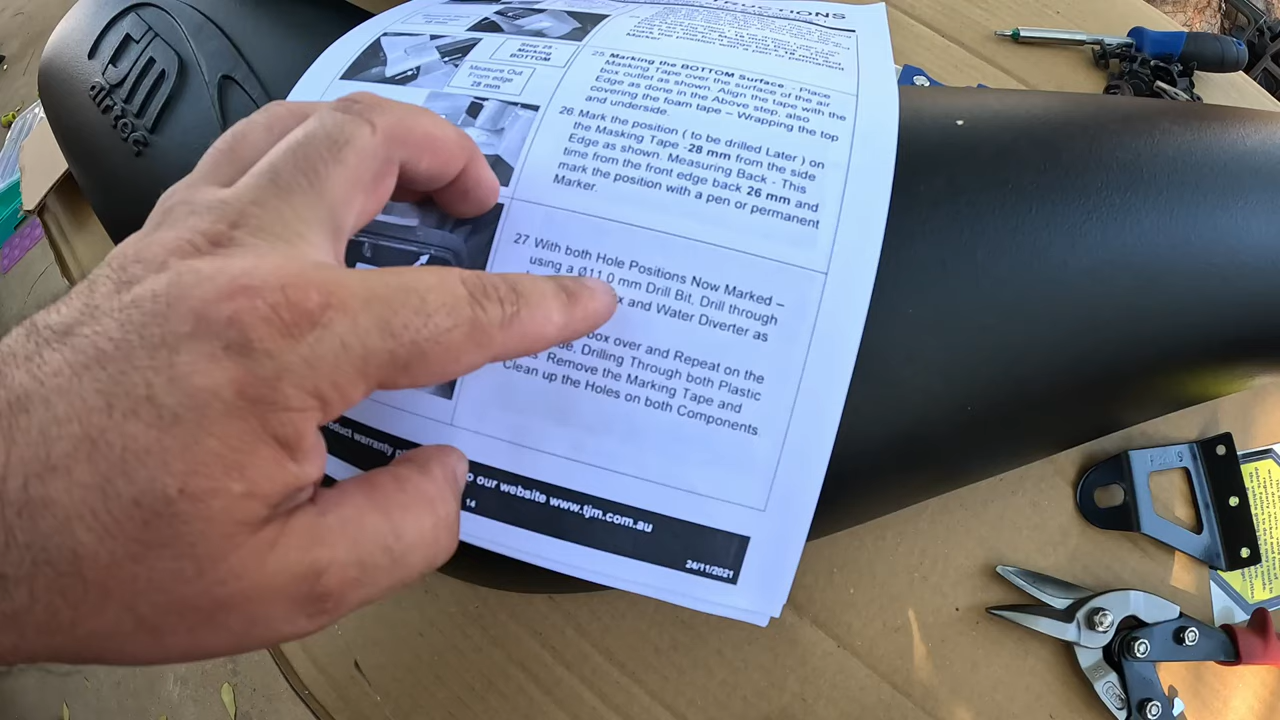 INSTRUCTIONS
Step 25
Marking
BOTTOM
Measure Out
From edge
28 mm
25. Marking the BOTTOM Surface - Place
Masking Tape over the Surface of the air
box outlet as shown. Align the tape with the
Edge as done in the Above step, also
covering the foam tape – Wrapping the top
and underside.
26. Mark the position ( to be drilled Later ) on
the Masking Tape -28 mm from the side
Edge as shown. Measuring Back - This
time from the front edge back 26 mm and
mark the position with a pen or permanent
Marker.
27. With both Hole Positions Now Marked –
using a Ø11.0 mm Drill Bit. Drill through
and Water Diverter as
box over and Repeat on the
Drilling Through both Plastic
Remove the Marking Tape and
Clean up the Holes on both Components
warranty
our website www.tjm.com.au
14
24/11/2021
airtec